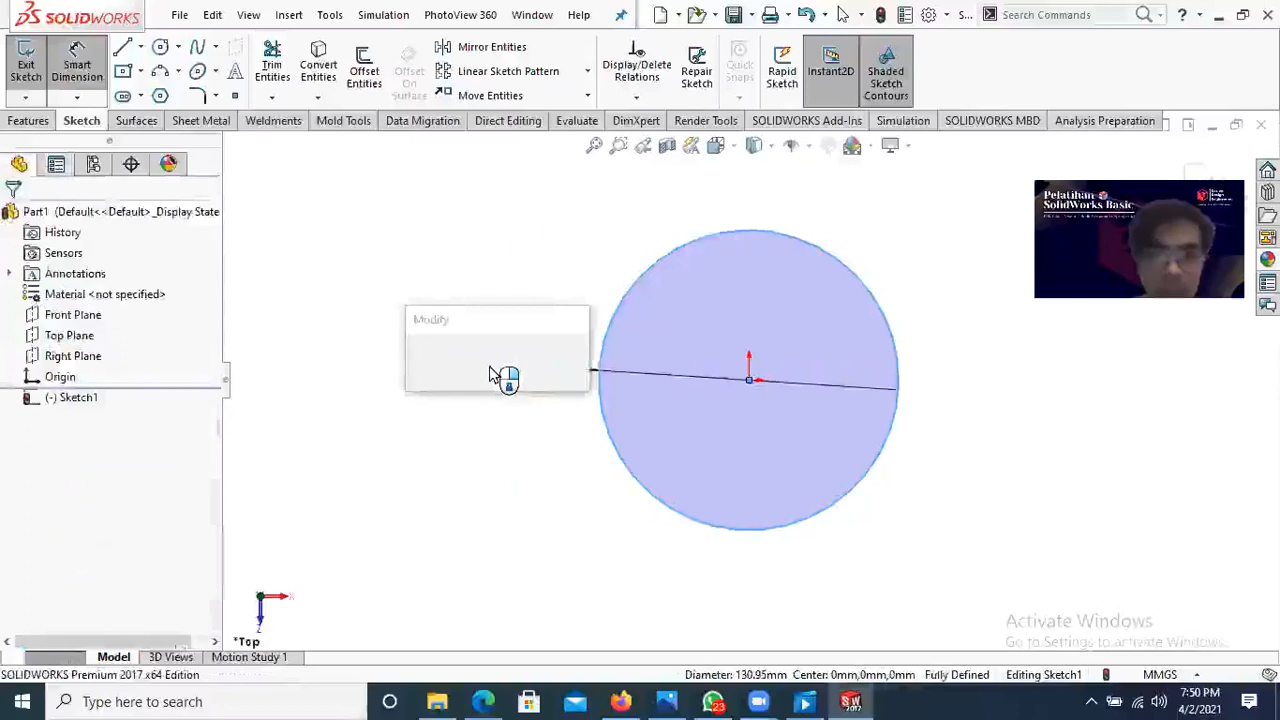 SOLIDWORKS
File Edit View Insert Tools Simulation PhotoView 360 Window Help
S...
Search Commands
Exit Sketch
Smart Dimension
Trim Entities
Convert Entities
Offset Entities
Offset On Surface
Mirror Entities
Linear Sketch Pattern
Move Entities
Display/Delete Relations
Repair Sketch
Quick Snaps
Rapid Sketch
Instant2D
Shaded Sketch Contours
Features Sketch Surfaces Sheet Metal Weldments Mold Tools Data Migration Direct Editing Evaluate DimXpert Render Tools SOLIDWORKS Add-Ins Simulation SOLIDWORKS MBD Analysis Preparation
Part1 (Default<<Default>_Display State
History
Sensors
Annotations
Material <not specified>
Front Plane
Top Plane
Right Plane
Origin
(-) Sketch1
Modify
Pelatihan
SolidWorks Basic
X
Z
*Top
Activate Windows
Go to Settings to activate Windows.
Model 3D Views Motion Study 1
SOLIDWORKS Premium 2017 x64 Edition
Diameter: 130.95mm Center: 0mm,0mm,0mm Fully Defined Editing Sketch1 MMGS
Type here to search
23
SW
2017
7:50 PM
4/2/2021